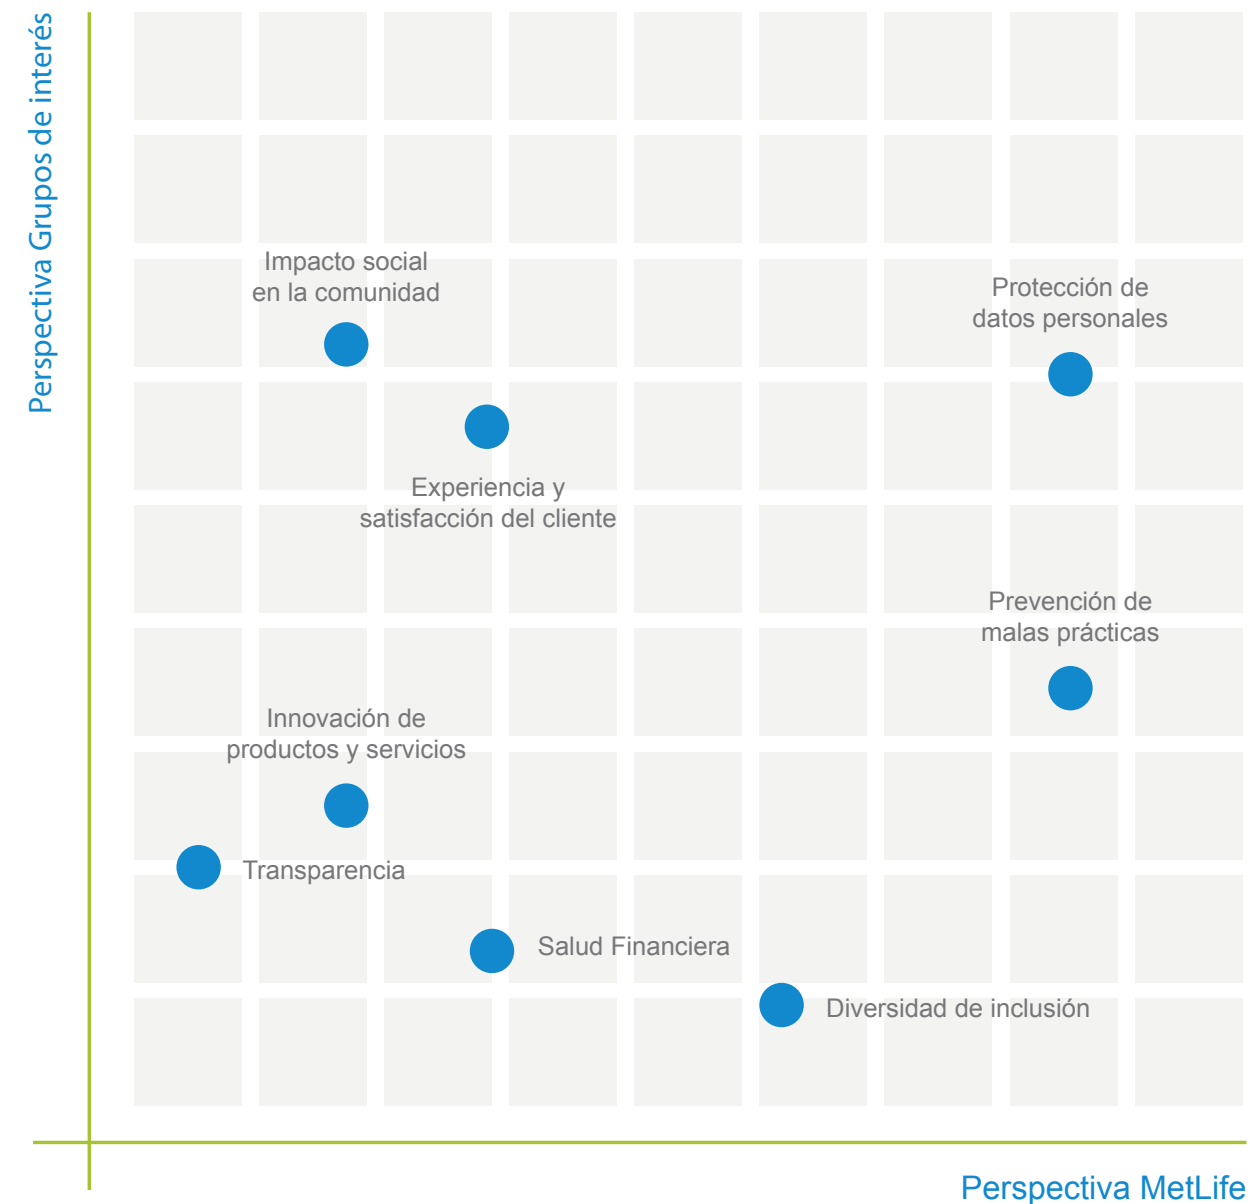 Perspectiva Grupos de interés
Impacto social
en la comunidad
Protección de
datos personales
Experiencia y
satisfacción del cliente
Prevención de
malas prácticas
Innovación de
productos y servicios
Transparencia
Salud Financiera
Diversidad de inclusión
Perspectiva MetLife